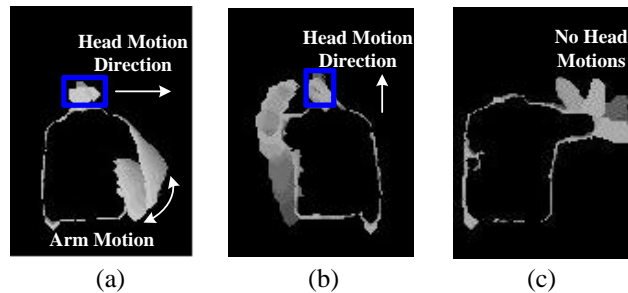 Head Motion
Direction
Arm Motion
Head Motion
Direction
No Head
Motions
(a)
(b)
(c)